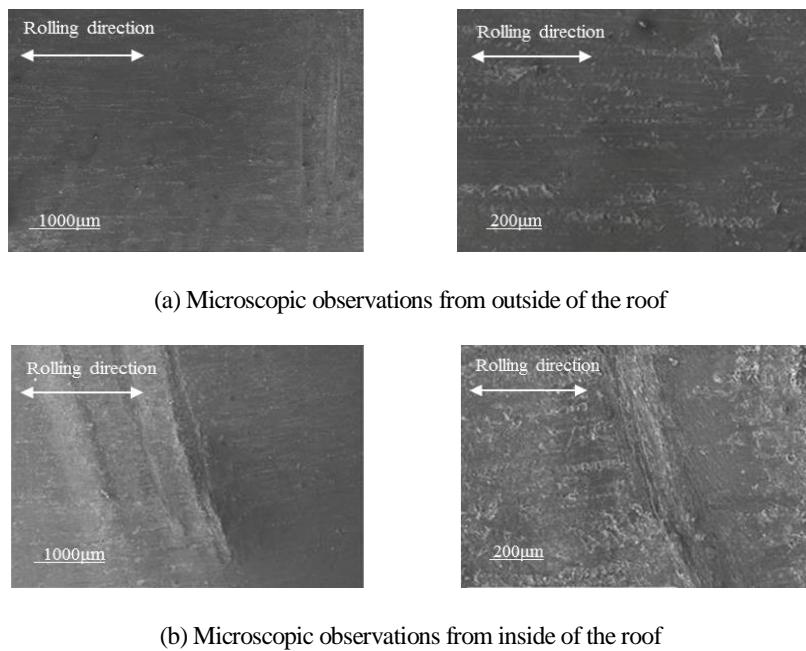 Rolling direction
Rolling direction
1000μm
200μm
(a) Microscopic observations from outside of the roof
Rolling direction
Rolling direction
1000μm
200μm
(b) Microscopic observations from inside of the roof